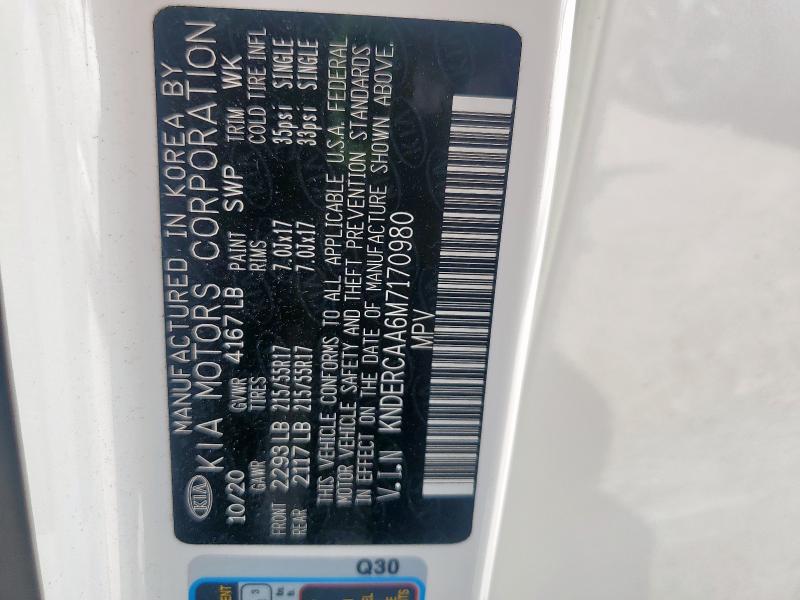 MANUFACTURED IN KOREA BY
KIA KIA MOTORS CORPORATION
10/20 GVWR 4167 LB PAINT SWP TRIM WK
GAWR TIRES RIMS COLD TIRE INFL
FRONT 2293 LB 215/55R17 7.0Jx17 35psi SINGLE
REAR 2117 LB 215/55R17 7.0Jx17 33psi SINGLE
THIS VEHICLE CONFORMS TO ALL APPLICABLE U.S.A. FEDERAL
MOTOR VEHICLE SAFETY AND THEFT PREVENTION STANDARDS
IN EFFECT ON THE DATE OF MANUFACTURE SHOWN ABOVE.
V.I.N KNDERCAA6M7170980
MPV
Q30